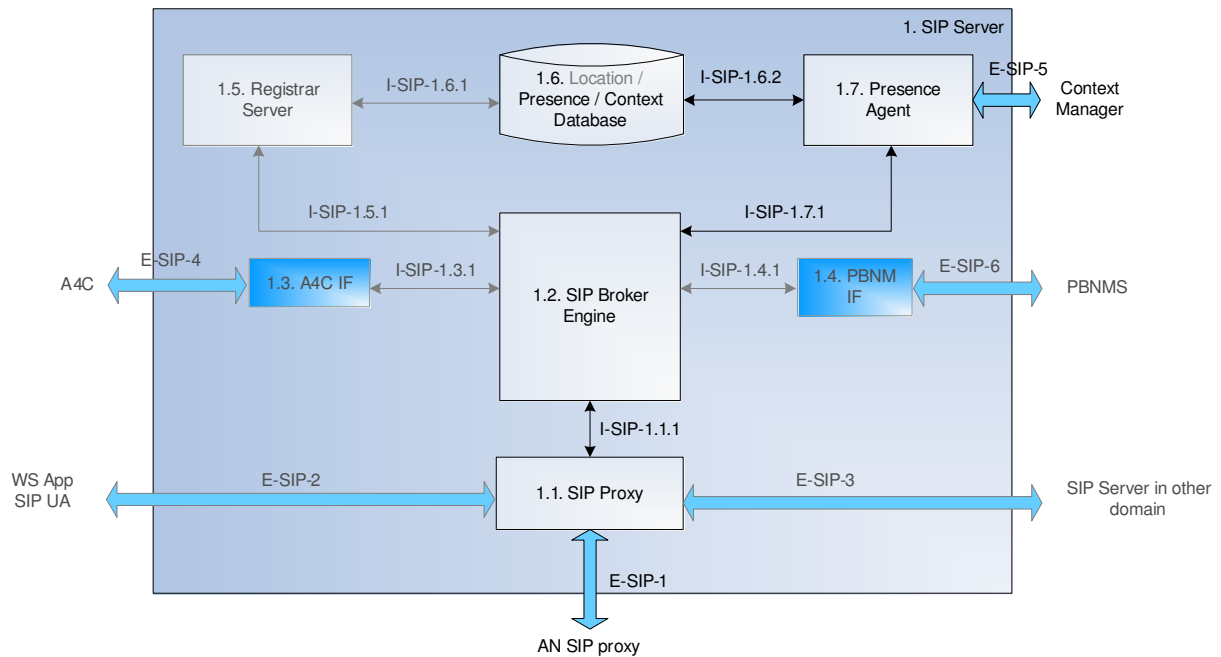 1. SIP Server
1.5. Registrar
Server
I-SIP-1.6.1
1.6. Location /
Presence / Context
Database
I-SIP-1.6.2
1.7. Presence
Agent
E-SIP-5
Context
Manager
I-SIP-1.5.1
I-SIP-1.7.1
A4C
E-SIP-4
1.3. A4C IF
I-SIP-1.3.1
1.2. SIP Broker
Engine
I-SIP-1.4.1
1.4. PBNM
IF
E-SIP-6
PBNMS
I-SIP-1.1.1
WS App
SIP UA
E-SIP-2
1.1. SIP Proxy
E-SIP-3
SIP Server in other
domain
E-SIP-1
AN SIP proxy